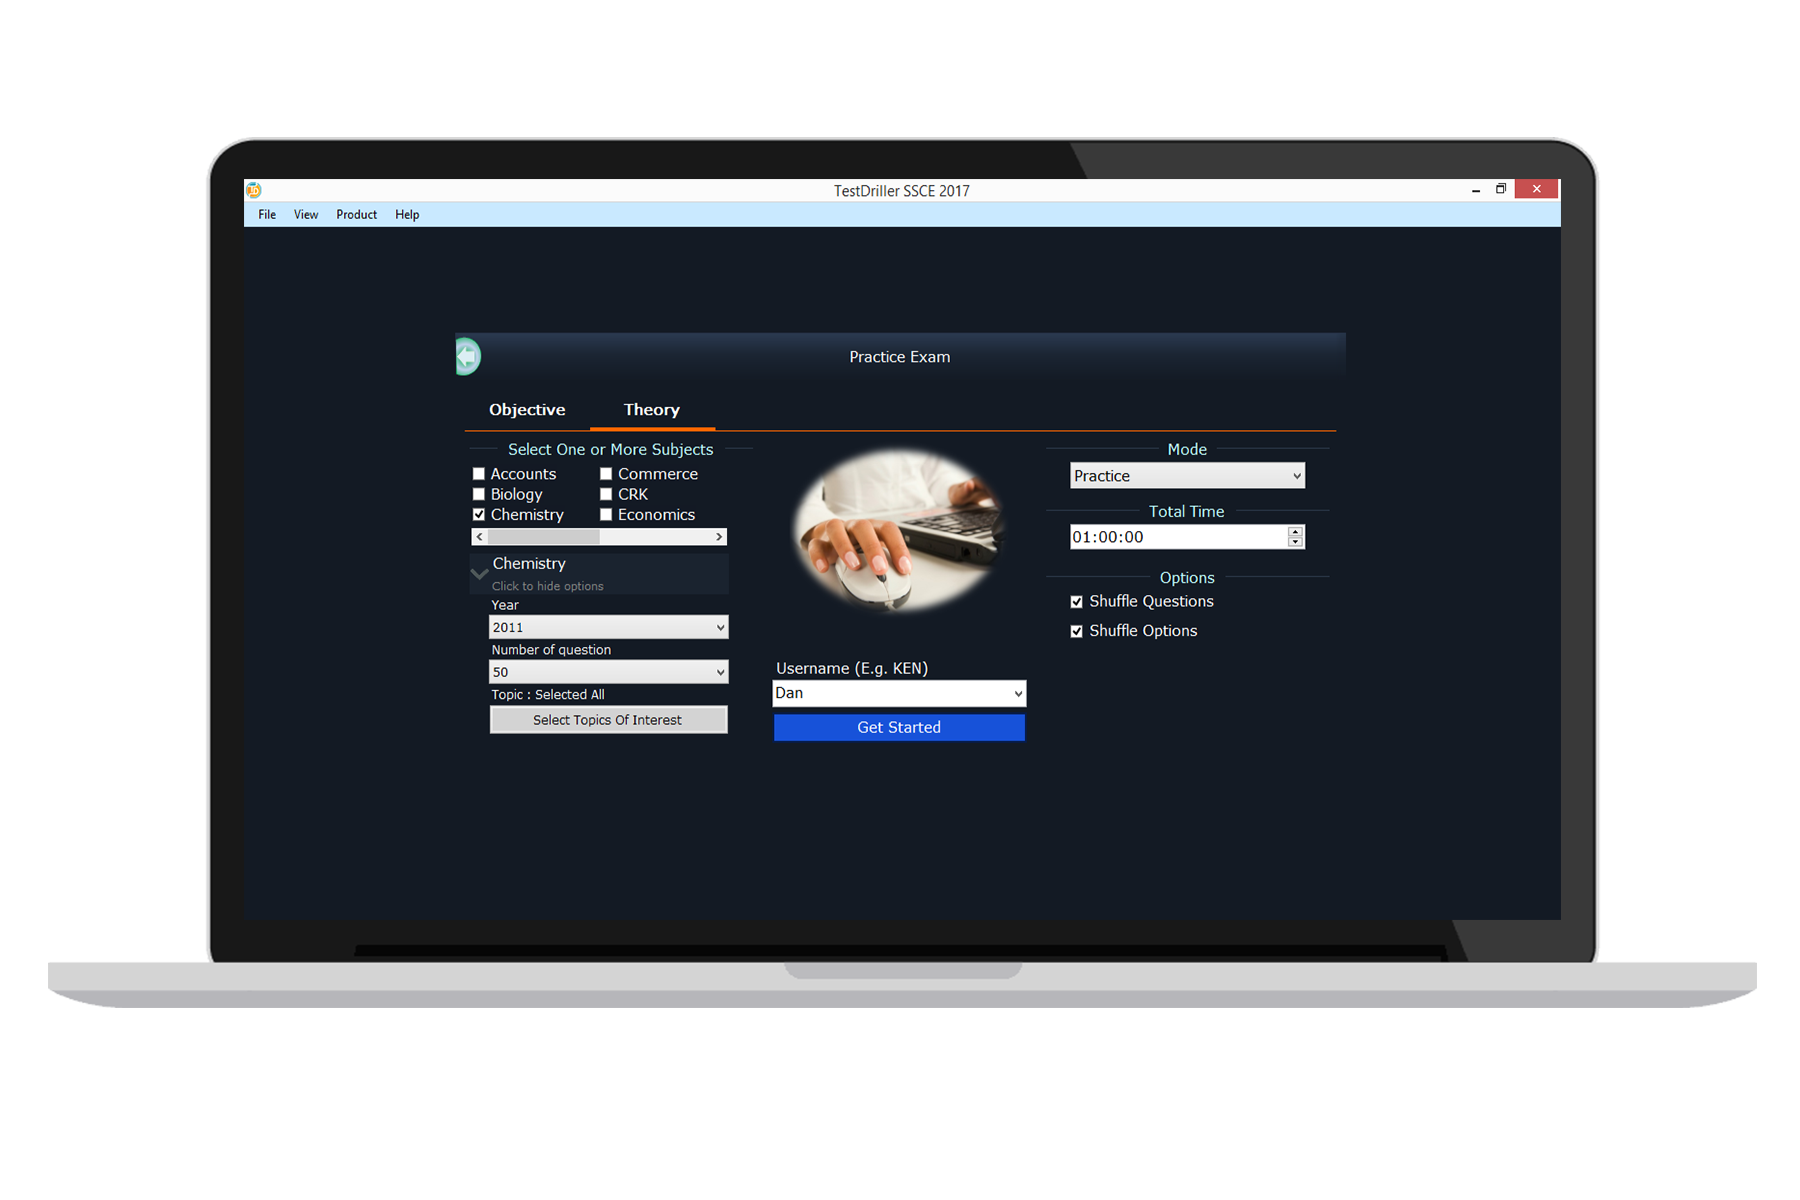 TestDriller SSCE 2017
File View Product Help
Practice Exam
Objective Theory
Select One or More Subjects
Accounts Commerce
Biology CRK
Chemistry Economics
Chemistry
Click to hide options
Year
2011
Number of question
50
Topic : Selected All
Select Topics Of Interest
Username (E.g. KEN)
Dan
Get Started
Mode
Practice
Total Time
01:00:00
Options
Shuffle Questions
Shuffle Options